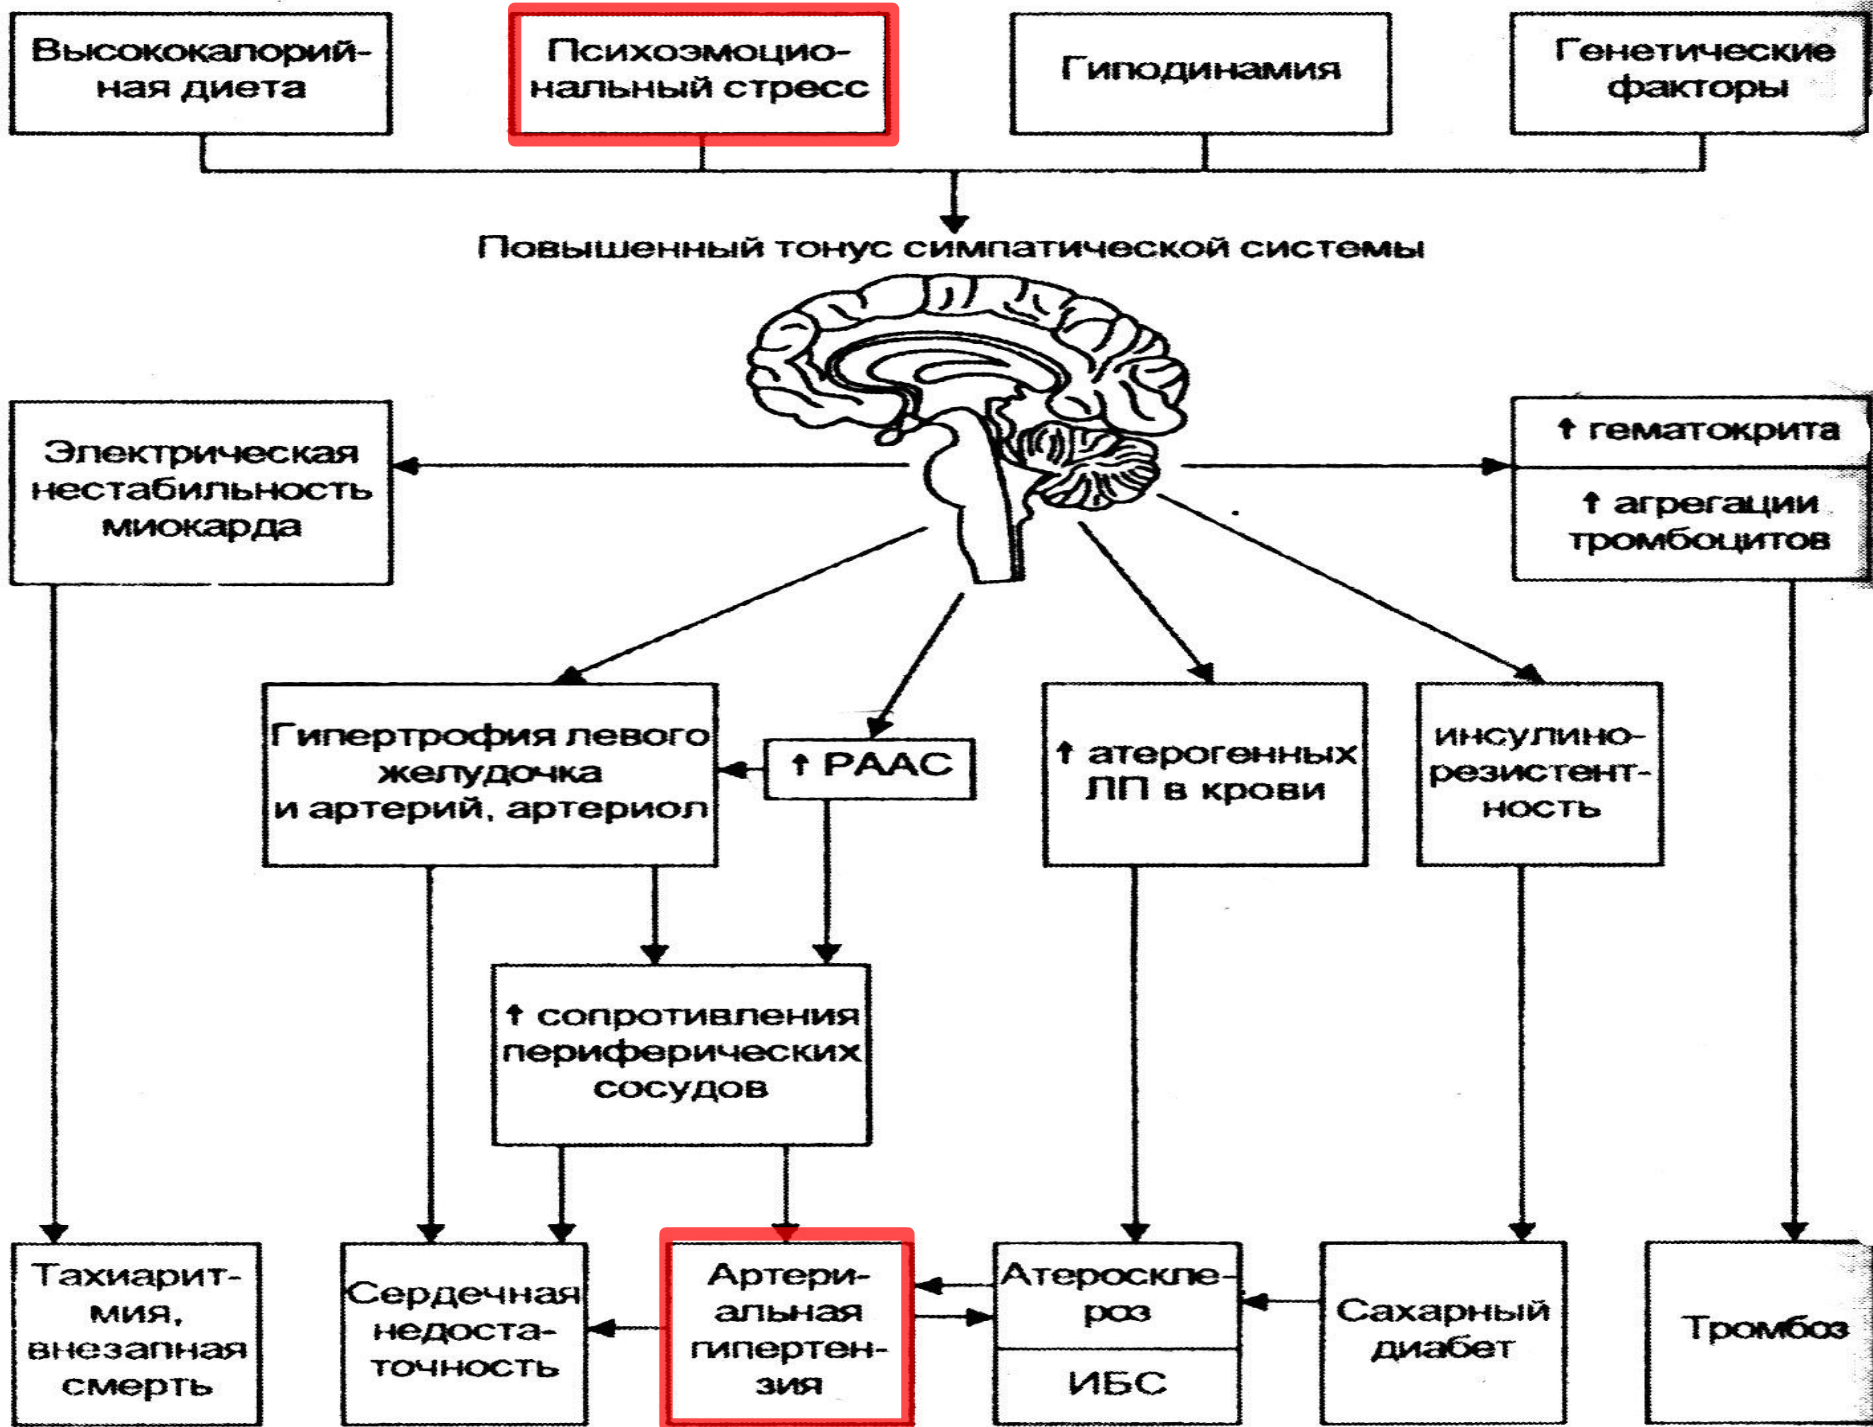 Высококалорий-
ная диета
Психоэмоцио-
нальный стресс
Гиподинамия
Генетические
факторы
Повышенный тонус симпатической системы
Электрическая
нестабильность
миокарда
↑ гематокрита
↑ агрегации
тромбоцитов
Гипертрофия левого
желудочка
и артерий, артериол
↑ РААС
↑ атерогенных
ЛП в крови
инсулино-
резистент-
ность
↑ сопротивления
периферических
сосудов
Тахиарит-
мия,
внезапная
смерть
Сердечная
недоста-
точность
Артери-
альная
гипертен-
зия
Атероскле-
роз
ИБС
Сахарный
диабет
Тромбоз